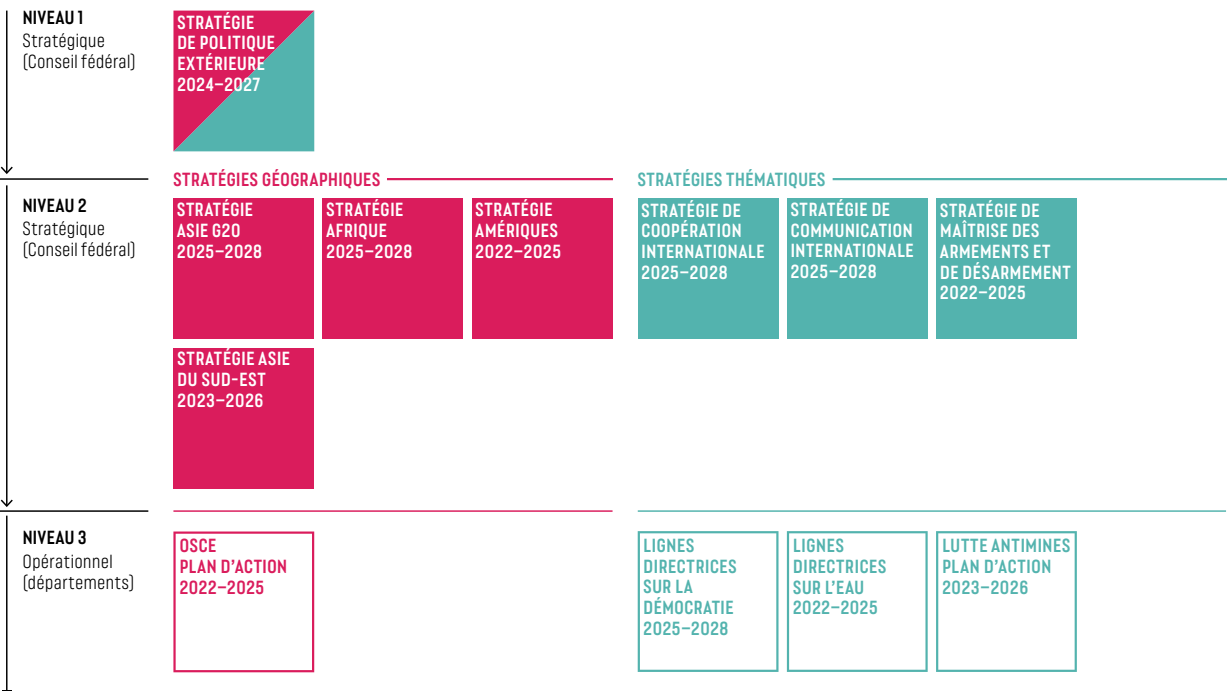 NIVEAU 1
Stratégique
(Conseil fédéral)
STRATÉGIE
DE POLITIQUE
EXTÉRIEURE
2024–2027
STRATÉGIES GÉOGRAPHIQUES
STRATÉGIES THÉMATIQUES
NIVEAU 2
Stratégique
(Conseil fédéral)
STRATÉGIE
ASIE G20
2025–2028
STRATÉGIE
AFRIQUE
2025–2028
STRATÉGIE
AMÉRIQUES
2022–2025
STRATÉGIE DE
COOPÉRATION
INTERNATIONALE
2025–2028
STRATÉGIE DE
COMMUNICATION
INTERNATIONALE
2025–2028
STRATÉGIE DE
MAÎTRISE DES
ARMEMENTS ET
DE DÉSARMEMENT
2022–2025
STRATÉGIE ASIE
DU SUD-EST
2023–2026
NIVEAU 3
Opérationnel
(départements)
OSCE
PLAN D'ACTION
2022–2025
LIGNES
DIRECTRICES
SUR LA
DÉMOCRATIE
2025–2028
LIGNES
DIRECTRICES
SUR L'EAU
2022–2025
LUTTE ANTIMINES
PLAN D'ACTION
2023–2026